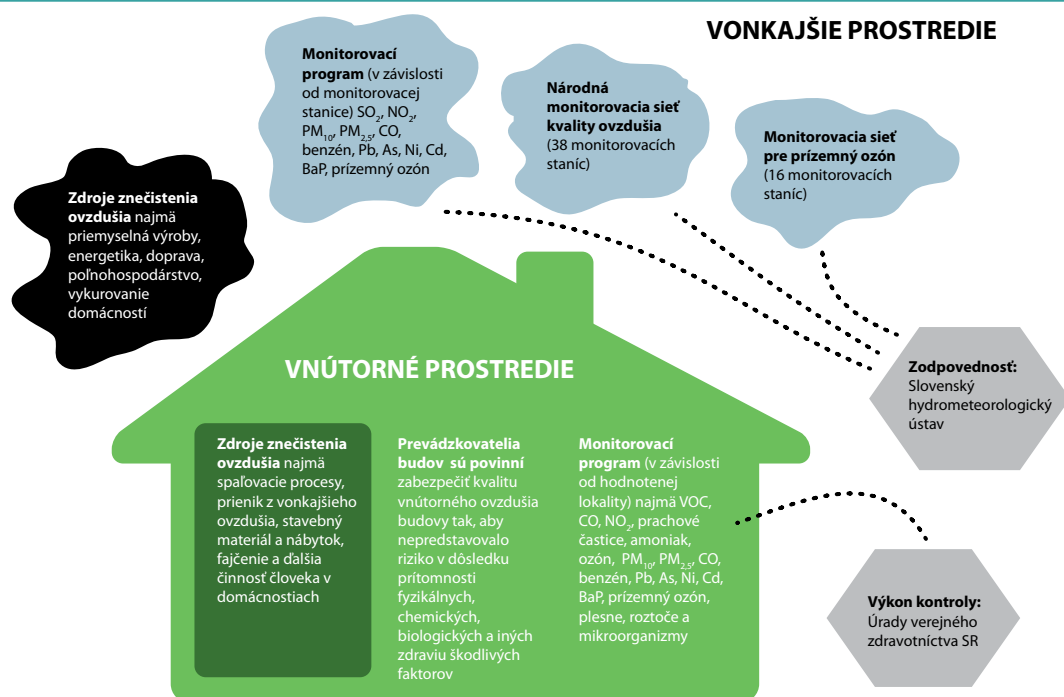 VONKAJŠIE PROSTREDIE
Monitorovací
program (v závislosti
od monitorovacej
stanice) SO₂, NO₂,
PM₁₀, PM₂,₅, CO,
benzén, Pb, As, Ni, Cd,
BaP, prízemný ozón
Národná
monitorovacia sieť
kvality ovzdušia
(38 monitorovacích
staníc)
Monitorovacia sieť
pre prízemný ozón
(16 monitorovacích
staníc)
Zdroje znečistenia
ovzdušia najmä
priemyselná výroby,
energetika, doprava,
poľnohospodárstvo,
vykurovanie
domácností
VNÚTORNÉ PROSTREDIE
Zodpovednosť:
Slovenský
hydrometeorologický
ústav
Zdroje znečistenia
ovzdušia najmä
spaľovacie procesy,
prienik z vonkajšieho
ovzdušia, stavebný
materiál a nábytok,
fajčenie a ďalšia
činnosť človeka v
domácnostiach
Prevádzkovatelia
budov sú povinní
zabezpečiť kvalitu
vnútorného ovzdušia
budovy tak, aby
nepredstavovalo
riziko v dôsledku
prítomnosti
fyzikálnych,
chemických,
biologických a iných
zdraviu škodlivých
faktorov
Monitorovací
program (v závislosti
od hodnotenej
lokality) najmä VOC,
CO, NO₂, prachové
častice, amoniak,
ozón, PM₁₀, PM₂,₅, CO,
benzén, Pb, As, Ni, Cd,
BaP, prízemný ozón,
plesne, roztoče a
mikroorganizmy
Výkon kontroly:
Úrady verejného
zdravotníctva SR